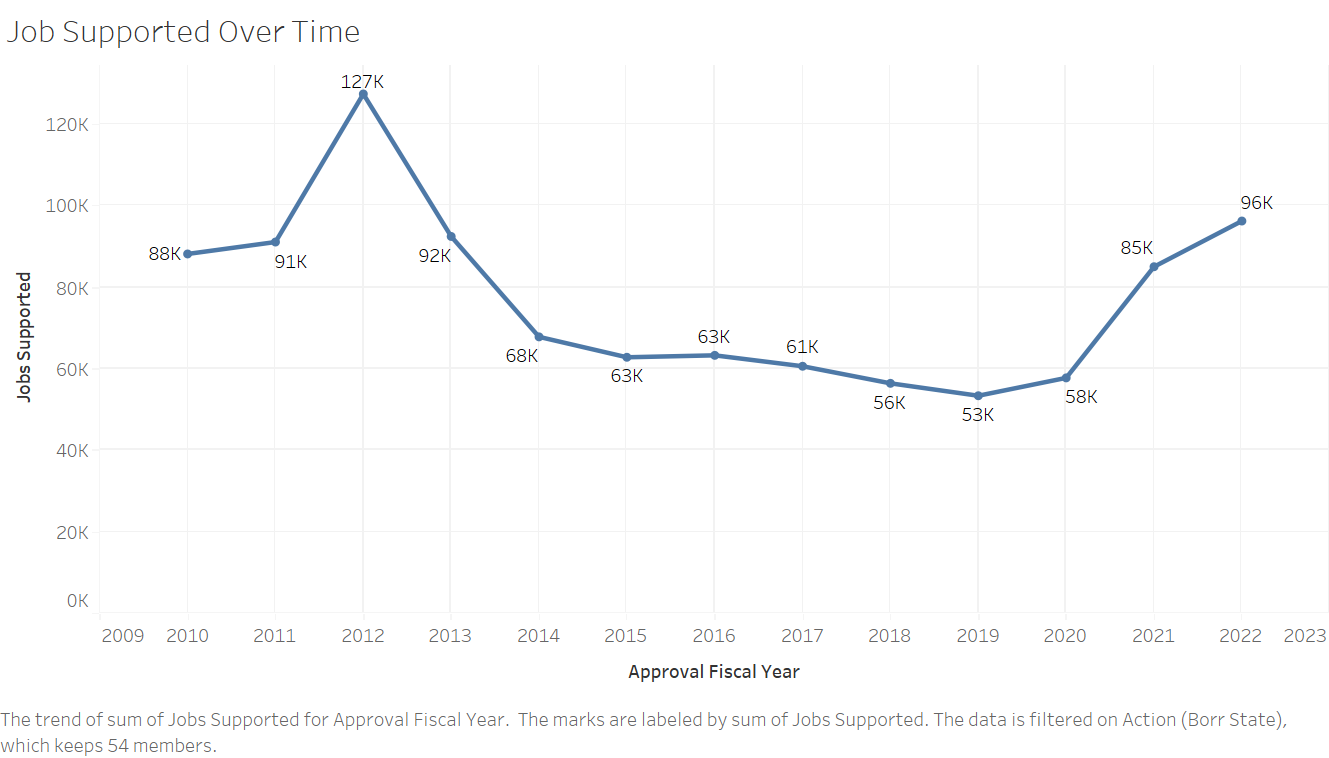 Job Supported Over Time
127K
120K
100K
96K
88K
91K
92K
85K
80K
Jobs Supported
68K
63K
63K
61K
60K
56K
53K
58K
40K
20K
0K
2009 2010 2011 2012 2013 2014 2015 2016 2017 2018 2019 2020 2021 2022 2023
Approval Fiscal Year
The trend of sum of Jobs Supported for Approval Fiscal Year.  The marks are labeled by sum of Jobs Supported. The data is filtered on Action (Borr State),
which keeps 54 members.